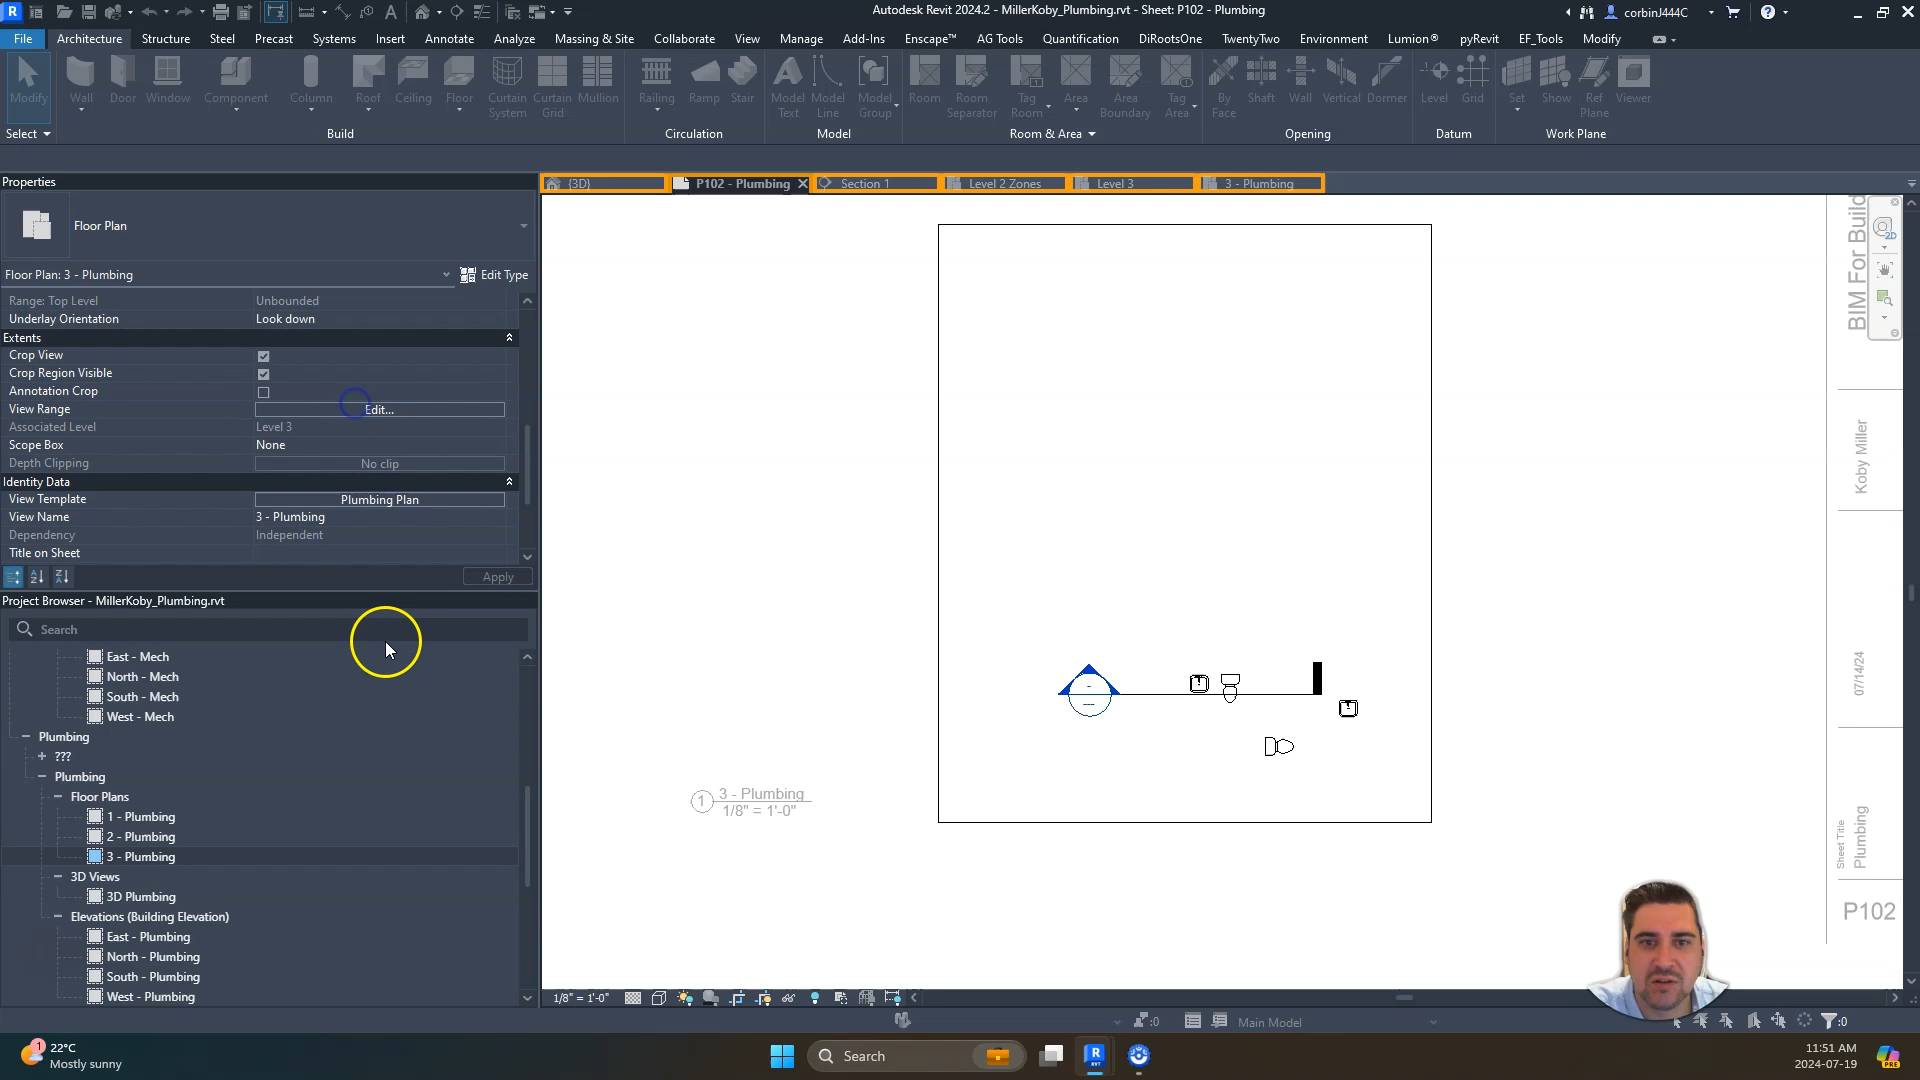 Autodesk Revit 2024.2 - MillerKoby_Plumbing.rvt - Sheet: P102 - Plumbing
corbinJ444C
File Architecture Structure Steel Precast Systems Insert Annotate Analyze Massing & Site Collaborate View Manage Add-Ins Enscape™ AG Tools Quantification DiRootsOne TwentyTwo Environment Lumion® pyRevit EF_Tools Modify
Modify Wall Door Window Component Column Roof Ceiling Floor Curtain System Curtain Grid Mullion Railing Ramp Stair Model Text Model Line Model Group Room Room Separator Tag Room Area Area Boundary Tag Area By Face Shaft Wall Vertical Dormer Level Grid Set Show Ref Plane Viewer
Select Build Circulation Model Room & Area Opening Datum Work Plane
Properties
{3D} P102 - Plumbing Section 1 Level 2 Zones Level 3 3 - Plumbing
Floor Plan
Floor Plan: 3 - Plumbing Edit Type
Range: Top Level Unbounded
Underlay Orientation Look down
Extents
Crop View
Crop Region Visible
Annotation Crop
View Range Edit...
Associated Level Level 3
Scope Box None
Depth Clipping No clip
Identity Data
View Template Plumbing Plan
View Name 3 - Plumbing
Dependency Independent
Title on Sheet
Apply
Project Browser - MillerKoby_Plumbing.rvt
Search
East - Mech
North - Mech
South - Mech
West - Mech
Plumbing
???
Plumbing
Floor Plans
1 - Plumbing
2 - Plumbing
3 - Plumbing
3D Views
3D Plumbing
Elevations (Building Elevation)
East - Plumbing
North - Plumbing
South - Plumbing
West - Plumbing
1 3 - Plumbing
1/8" = 1'-0"
BIM For Build
2D
Koby Miller
07/14/24
Sheet Title
Plumbing
P102
1/8" = 1'-0"
:0 Main Model :0
1
22°C
Mostly sunny
Search
R
RVT
11:51 AM
2024-07-19
PRE